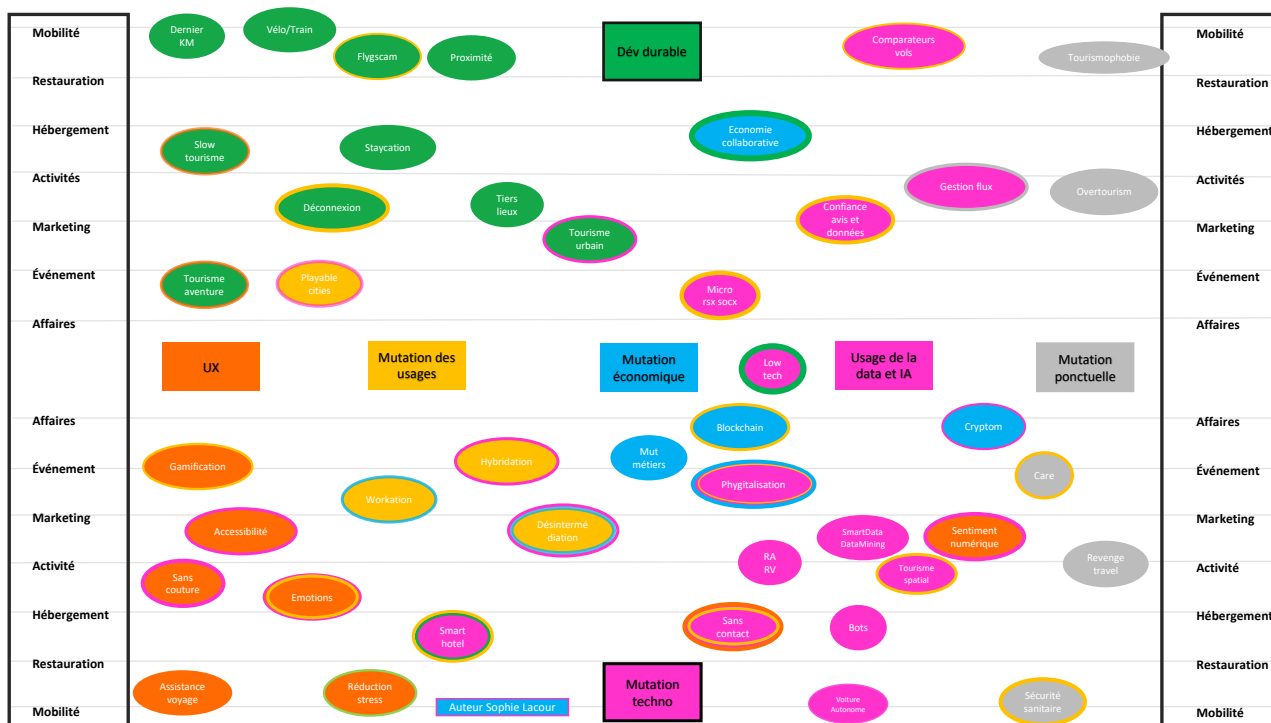 Mobilité
Dernier
KM
Vélo/Train
Flygscam
Proximité
Dév durable
Comparateurs
vols
Tourismophobie
Mobilité
Restauration
Restauration
Hébergement
Slow
tourisme
Staycation
Economie
collaborative
Hébergement
Activités
Déconnexion
Tiers
lieux
Gestion flux
Overtourism
Activités
Marketing
Tourisme
urbain
Confiance
avis et
données
Marketing
Événement
Tourisme
aventure
Playable
cities
Micro
rsx socx
Événement
Affaires
Affaires
UX
Mutation des
usages
Mutation
économique
Low
tech
Usage de la
data et IA
Mutation
ponctuelle
Affaires
Blockchain
Cryptom
Affaires
Événement
Gamification
Hybridation
Mut
métiers
Phygitalisation
Care
Événement
Workation
Marketing
Accessibilité
Désintermé
diation
SmartData
DataMining
Sentiment
numérique
Marketing
Activité
Sans
couture
Emotions
RA
RV
Tourisme
spatial
Revenge
travel
Activité
Hébergement
Smart
hotel
Sans
contact
Bots
Hébergement
Restauration
Restauration
Assistance
voyage
Réduction
stress
Auteur Sophie Lacour
Mutation
techno
Voiture
Autonome
Sécurité
sanitaire
Mobilité
Mobilité